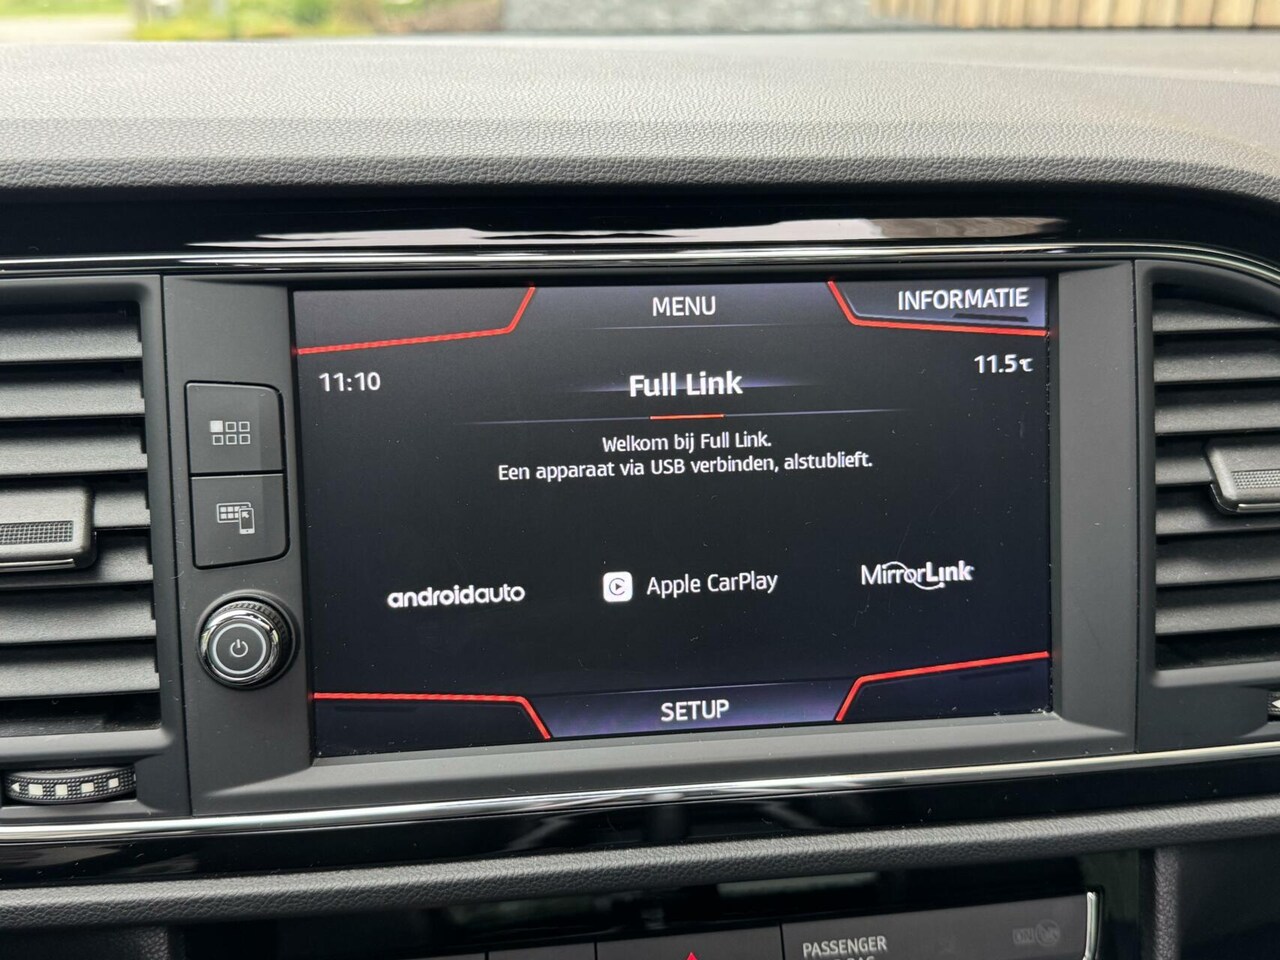 MENU
INFORMATIE
11:10
11.5°C
Full Link
Welkom bij Full Link.
Een apparaat via USB verbinden, alstublieft.
androidauto
Apple CarPlay
MirrorLink
SETUP
PASSENGER